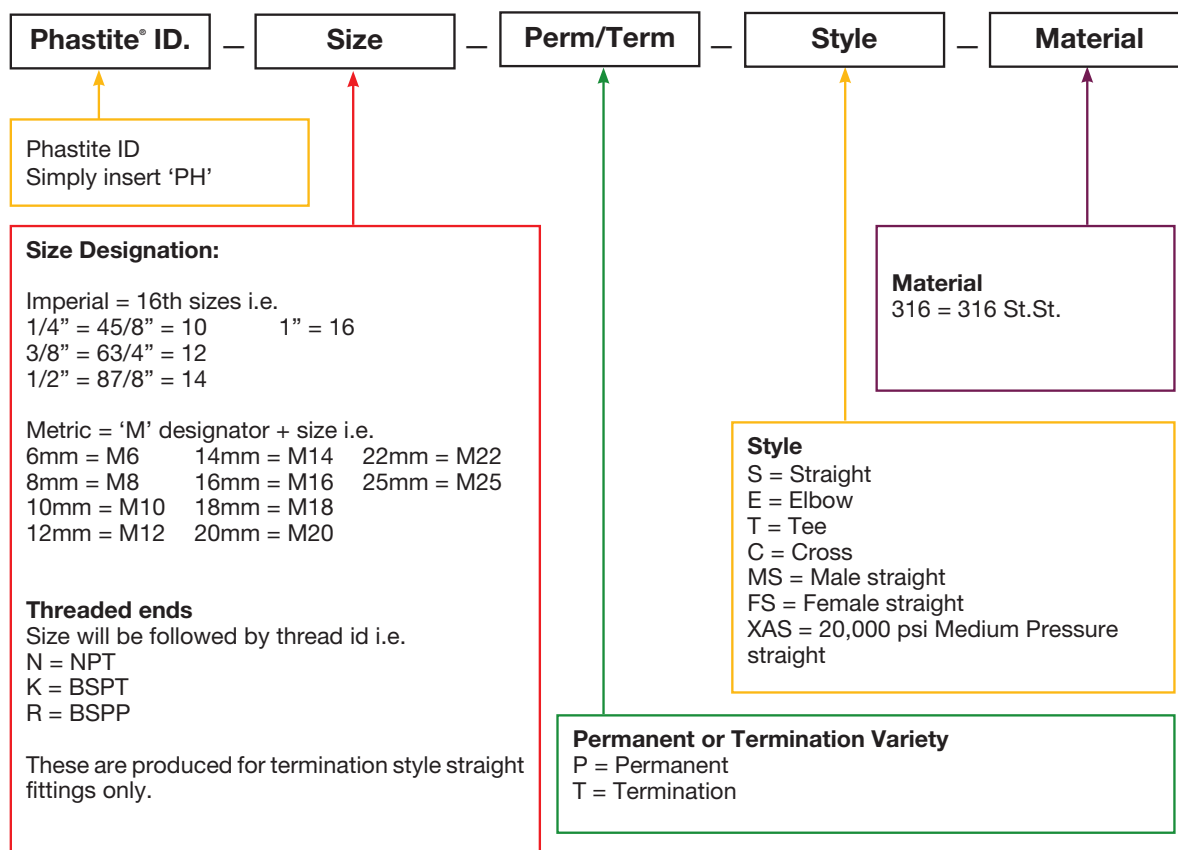 Phastite® ID. – Size – Perm/Term – Style – Material
Phastite ID
Simply insert ‘PH’
Size Designation:
Imperial = 16th sizes i.e.
1/4” = 45/8” = 10 1” = 16
3/8” = 63/4” = 12
1/2” = 87/8” = 14
Metric = ‘M’ designator + size i.e.
6mm = M6 14mm = M14 22mm = M22
8mm = M8 16mm = M16 25mm = M25
10mm = M10 18mm = M18
12mm = M12 20mm = M20
Threaded ends
Size will be followed by thread id i.e.
N = NPT
K = BSPT
R = BSPP
These are produced for termination style straight
fittings only.
Material
316 = 316 St.St.
Style
S = Straight
E = Elbow
T = Tee
C = Cross
MS = Male straight
FS = Female straight
XAS = 20,000 psi Medium Pressure
straight
Permanent or Termination Variety
P = Permanent
T = Termination